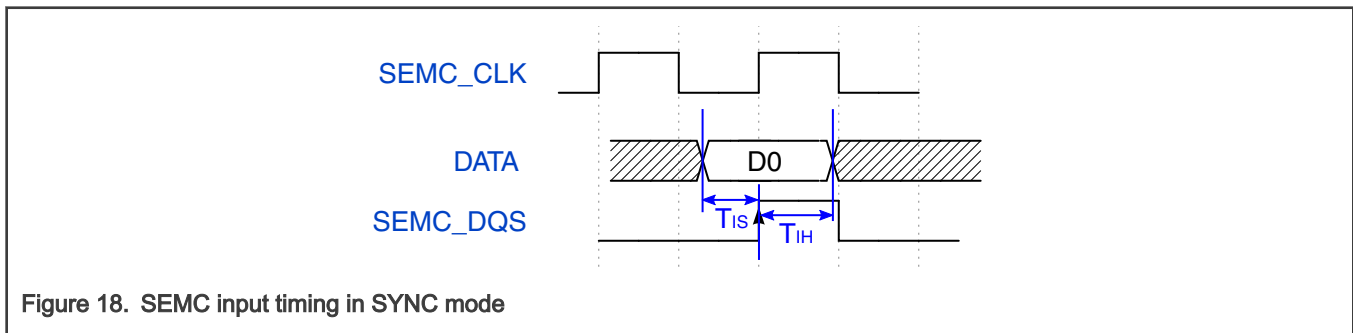 SEMC_CLK
DATA
D0
SEMC_DQS
TIS
TIH
Figure 18. SEMC input timing in SYNC mode